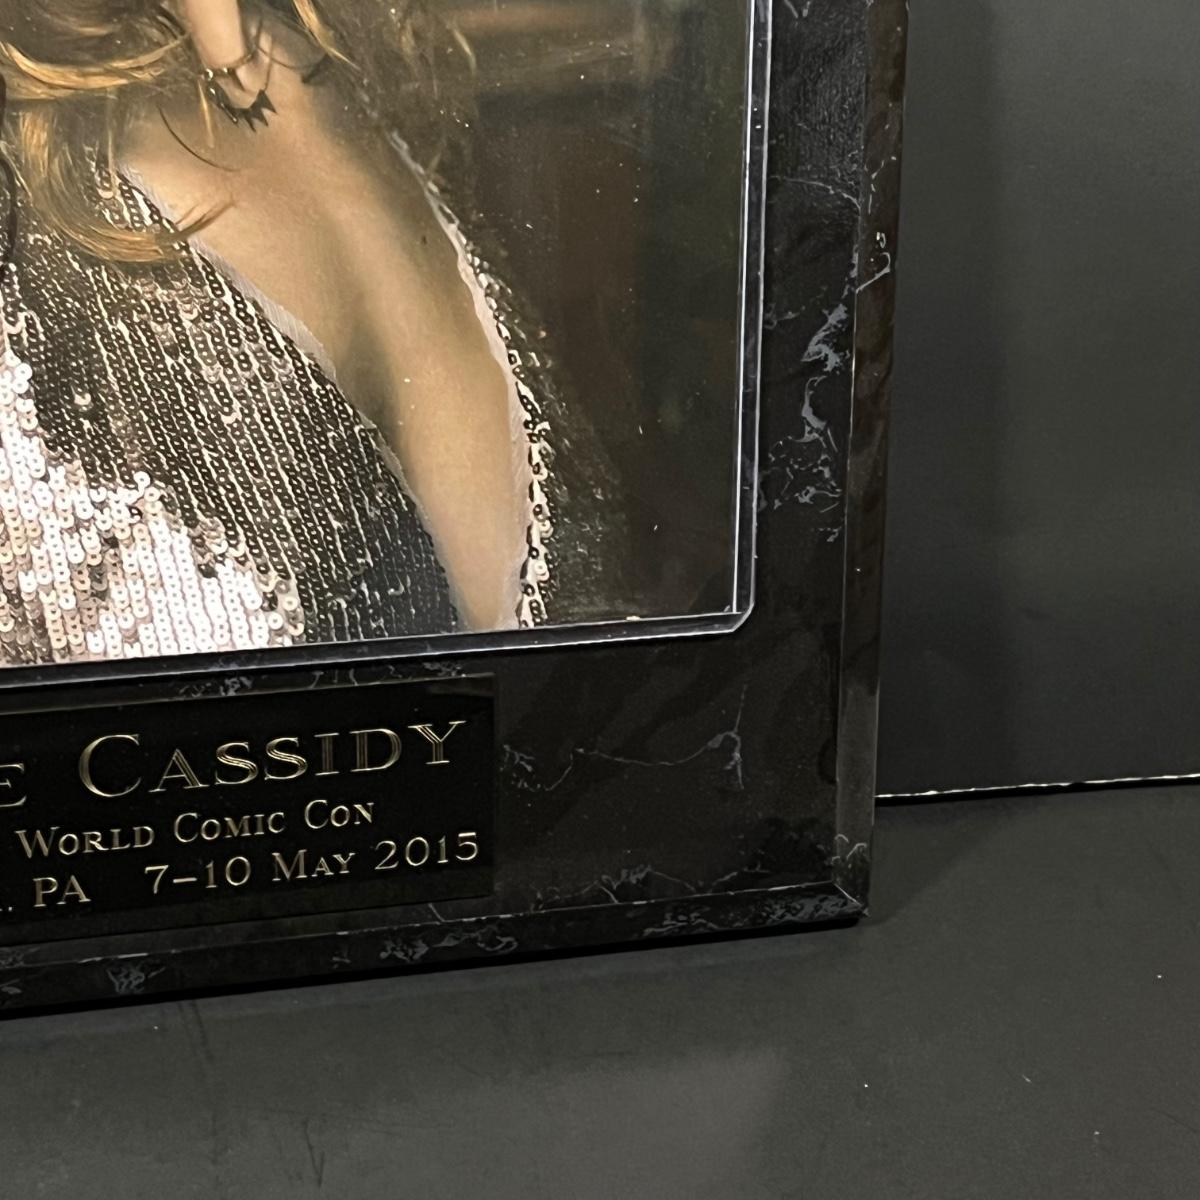 E CASSIDY
WORLD COMIC CON
PA 7–10 MAY 2015